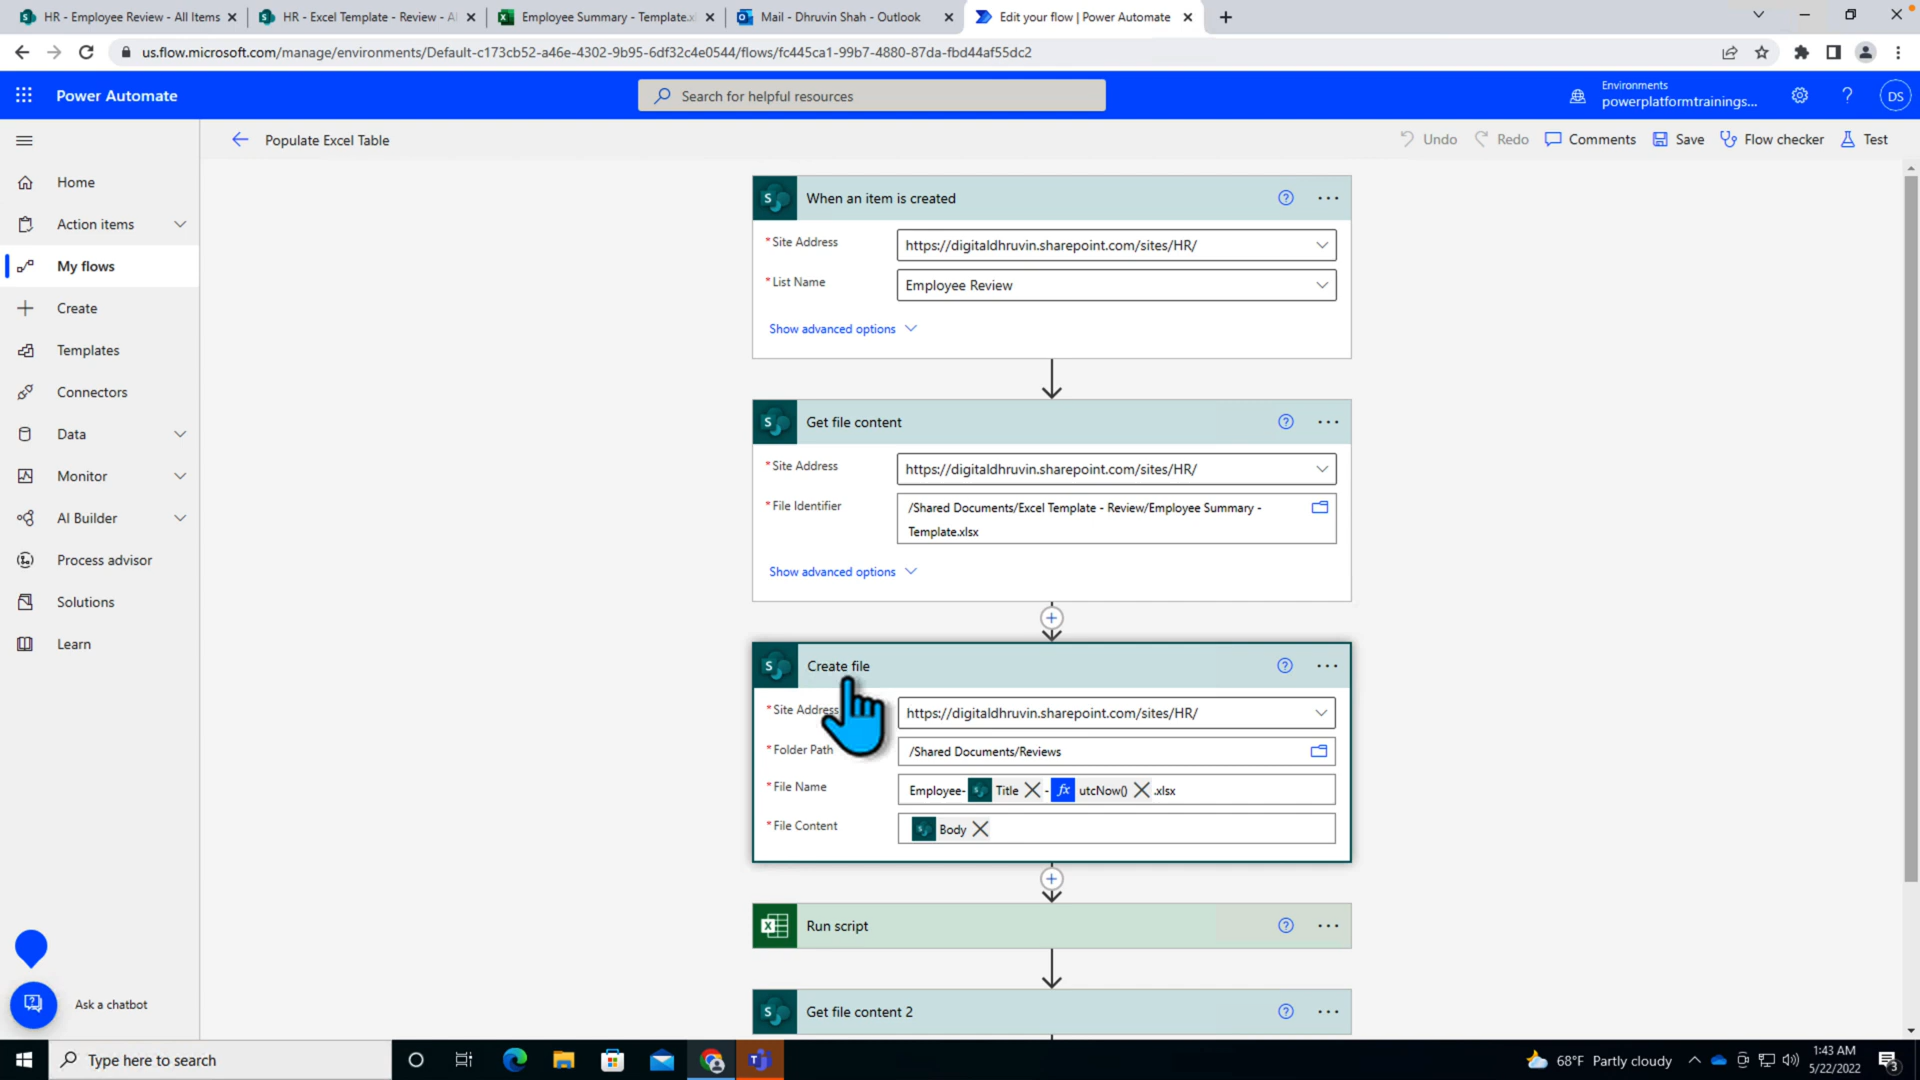 HR - Employee Review - All Items
HR - Excel Template - Review - Al
Employee Summary - Template.x
Mail - Dhruvin Shah - Outlook
Edit your flow | Power Automate
us.flow.microsoft.com/manage/environments/Default-c173cb52-a46e-4302-9b95-6df32c4e0544/flows/fc445ca1-99b7-4880-87da-fbd44af55dc2
Power Automate
Search for helpful resources
Environments
powerplatformtrainings...
DS
Populate Excel Table
Undo
Redo
Comments
Save
Flow checker
Test
Home
Action items
My flows
Create
Templates
Connectors
Data
Monitor
AI Builder
Process advisor
Solutions
Learn
Ask a chatbot
When an item is created
*Site Address
https://digitaldhruvin.sharepoint.com/sites/HR/
*List Name
Employee Review
Show advanced options
Get file content
*Site Address
https://digitaldhruvin.sharepoint.com/sites/HR/
*File Identifier
/Shared Documents/Excel Template - Review/Employee Summary -
Template.xlsx
Show advanced options
Create file
*Site Address
https://digitaldhruvin.sharepoint.com/sites/HR/
*Folder Path
/Shared Documents/Reviews
*File Name
Employee- Title - fx utcNow() .xlsx
*File Content
Body
Run script
Get file content 2
Type here to search
68°F Partly cloudy
1:43 AM
5/22/2022
3